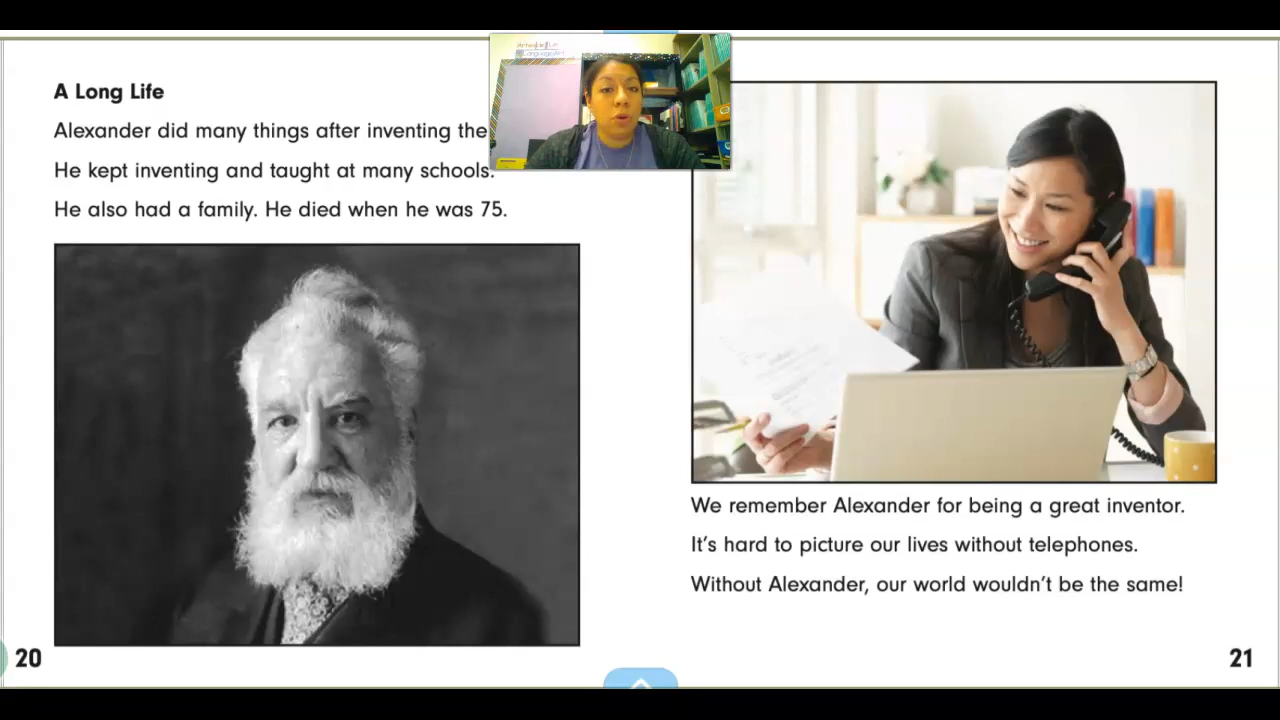 A Long Life
Alexander did many things after inventing the
He kept inventing and taught at many schools.
He also had a family. He died when he was 75.
We remember Alexander for being a great inventor.
It's hard to picture our lives without telephones.
Without Alexander, our world wouldn't be the same!
20
21